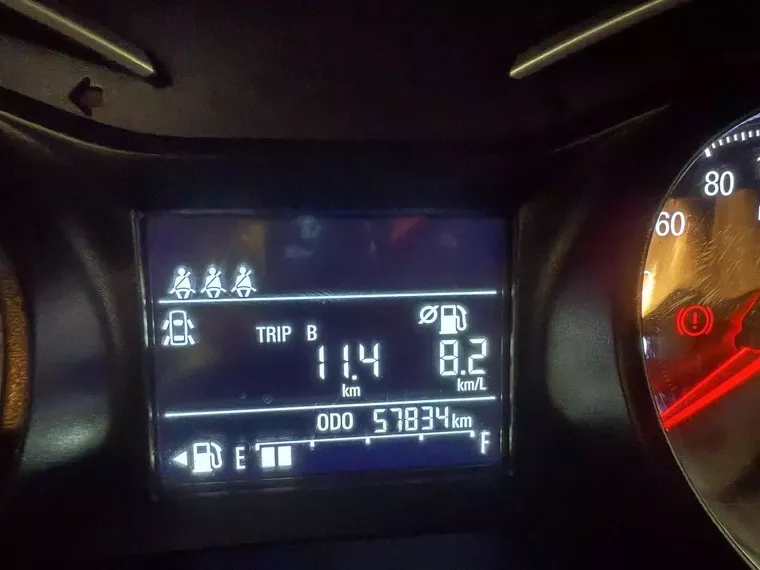 80
60
TRIP B
11.4 8.2
km km/L
ODO 57834km
E F